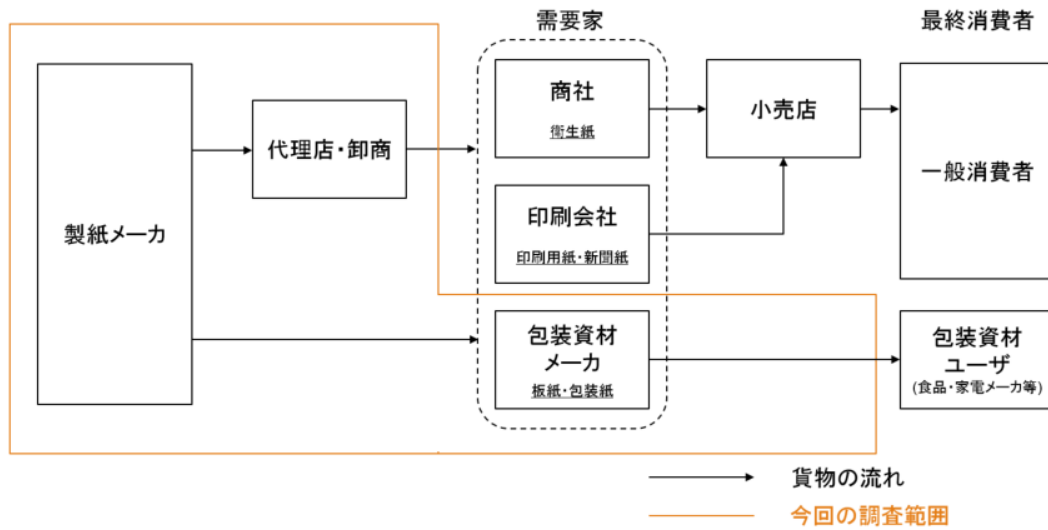 需要家
最終消費者
製紙メーカ
代理店・卸商
商社
衛生紙
小売店
一般消費者
印刷会社
印刷用紙・新聞紙
包装資材
メーカ
板紙・包装紙
包装資材
ユーザ
(食品・家電メーカ等)
貨物の流れ
今回の調査範囲